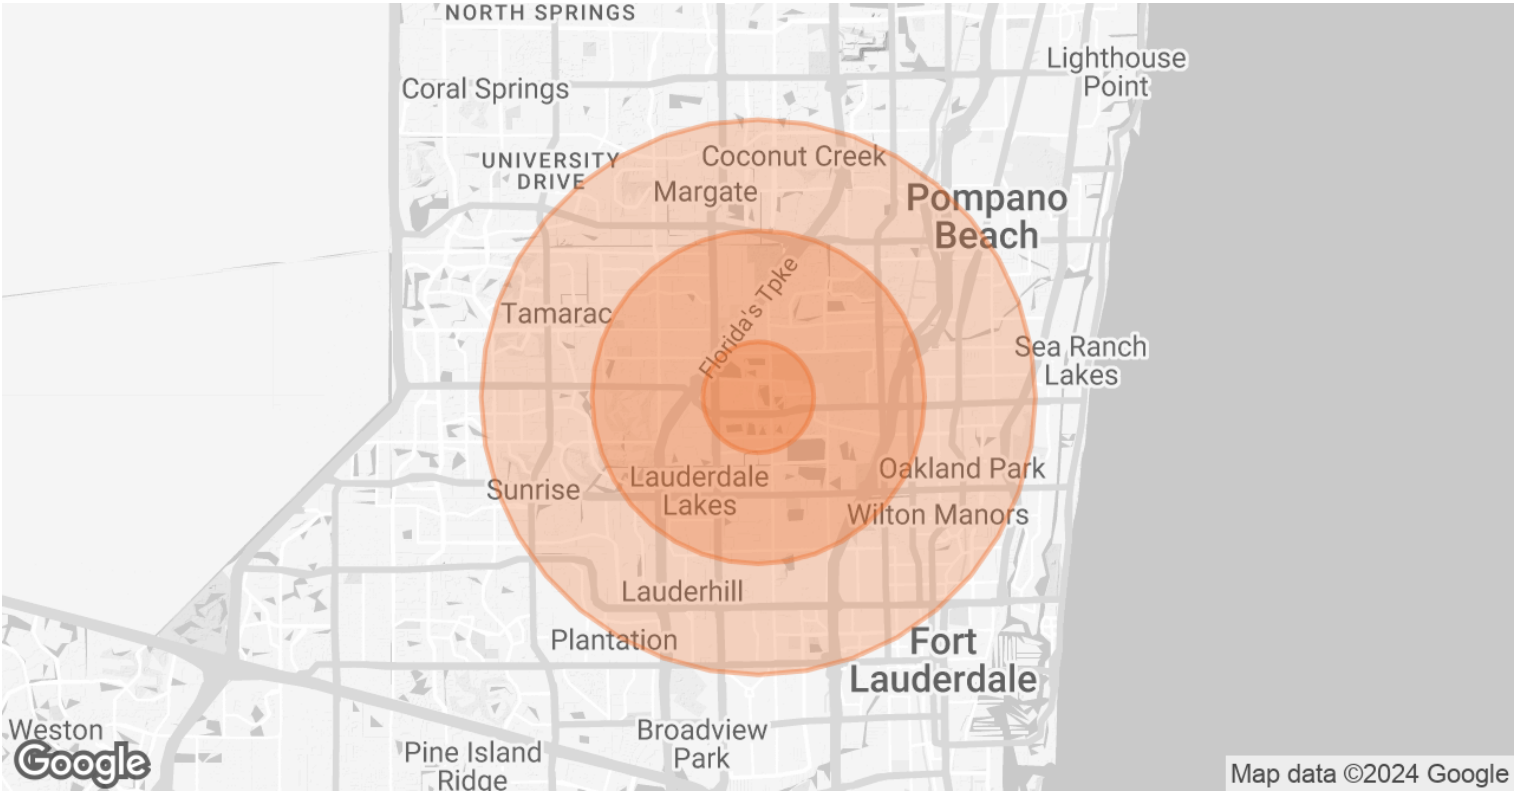 NORTH SPRINGS
Lighthouse
Point
Coral Springs
Coconut Creek
UNIVERSITY
DRIVE
Margate
Pompano
Beach
Florida's Tpke
Tamarac
Sea Ranch
Lakes
Oakland Park
Lauderdale
Lakes
Sunrise
Wilton Manors
Lauderhill
Plantation
Fort
Lauderdale
Weston
Broadview
Park
Pine Island
Ridge
Google
Map data ©2024 Google